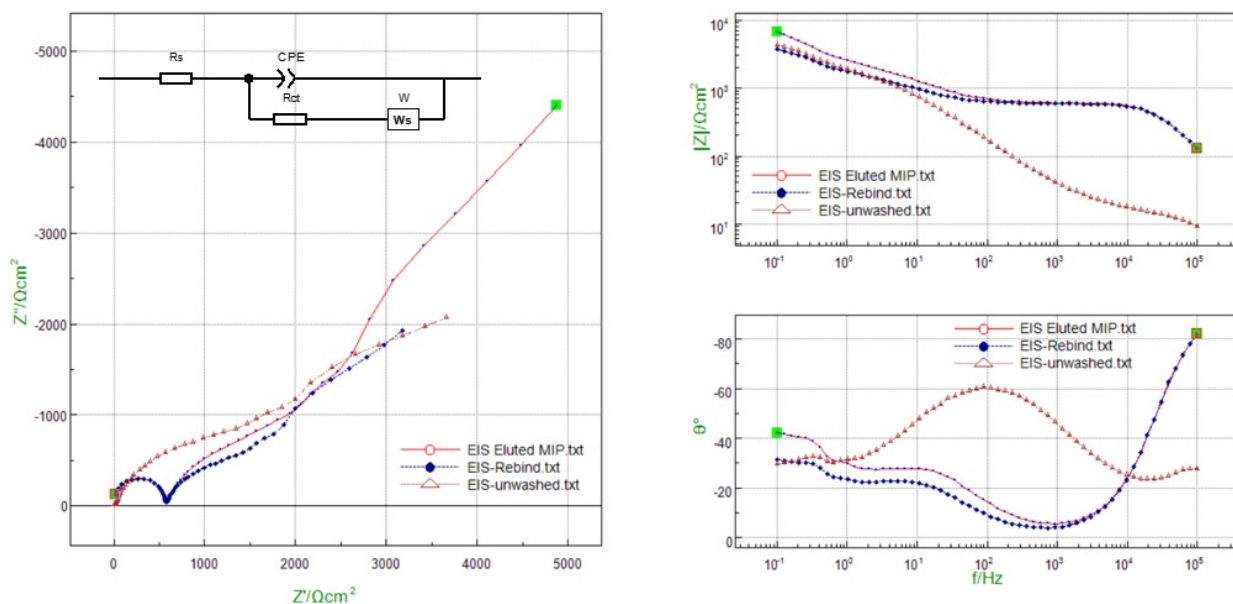 -5000
-4000
-3000
-2000
-1000
0
Z''/Ωcm²
Rs
CPE
Rct
W
Ws
EIS Eluted MIP.txt
EIS-Rebind.txt
EIS-unwashed.txt
0 1000 2000 3000 4000 5000
Z'/Ωcm²
10⁴
10³
10²
10¹
|Z|/Ωcm²
EIS Eluted MIP.txt
EIS-Rebind.txt
EIS-unwashed.txt
10⁻¹ 10⁰ 10¹ 10² 10³ 10⁴ 10⁵
-80
-60
-40
-20
0
θ°
EIS Eluted MIP.txt
EIS-Rebind.txt
EIS-unwashed.txt
10⁻¹ 10⁰ 10¹ 10² 10³ 10⁴ 10⁵
f/Hz